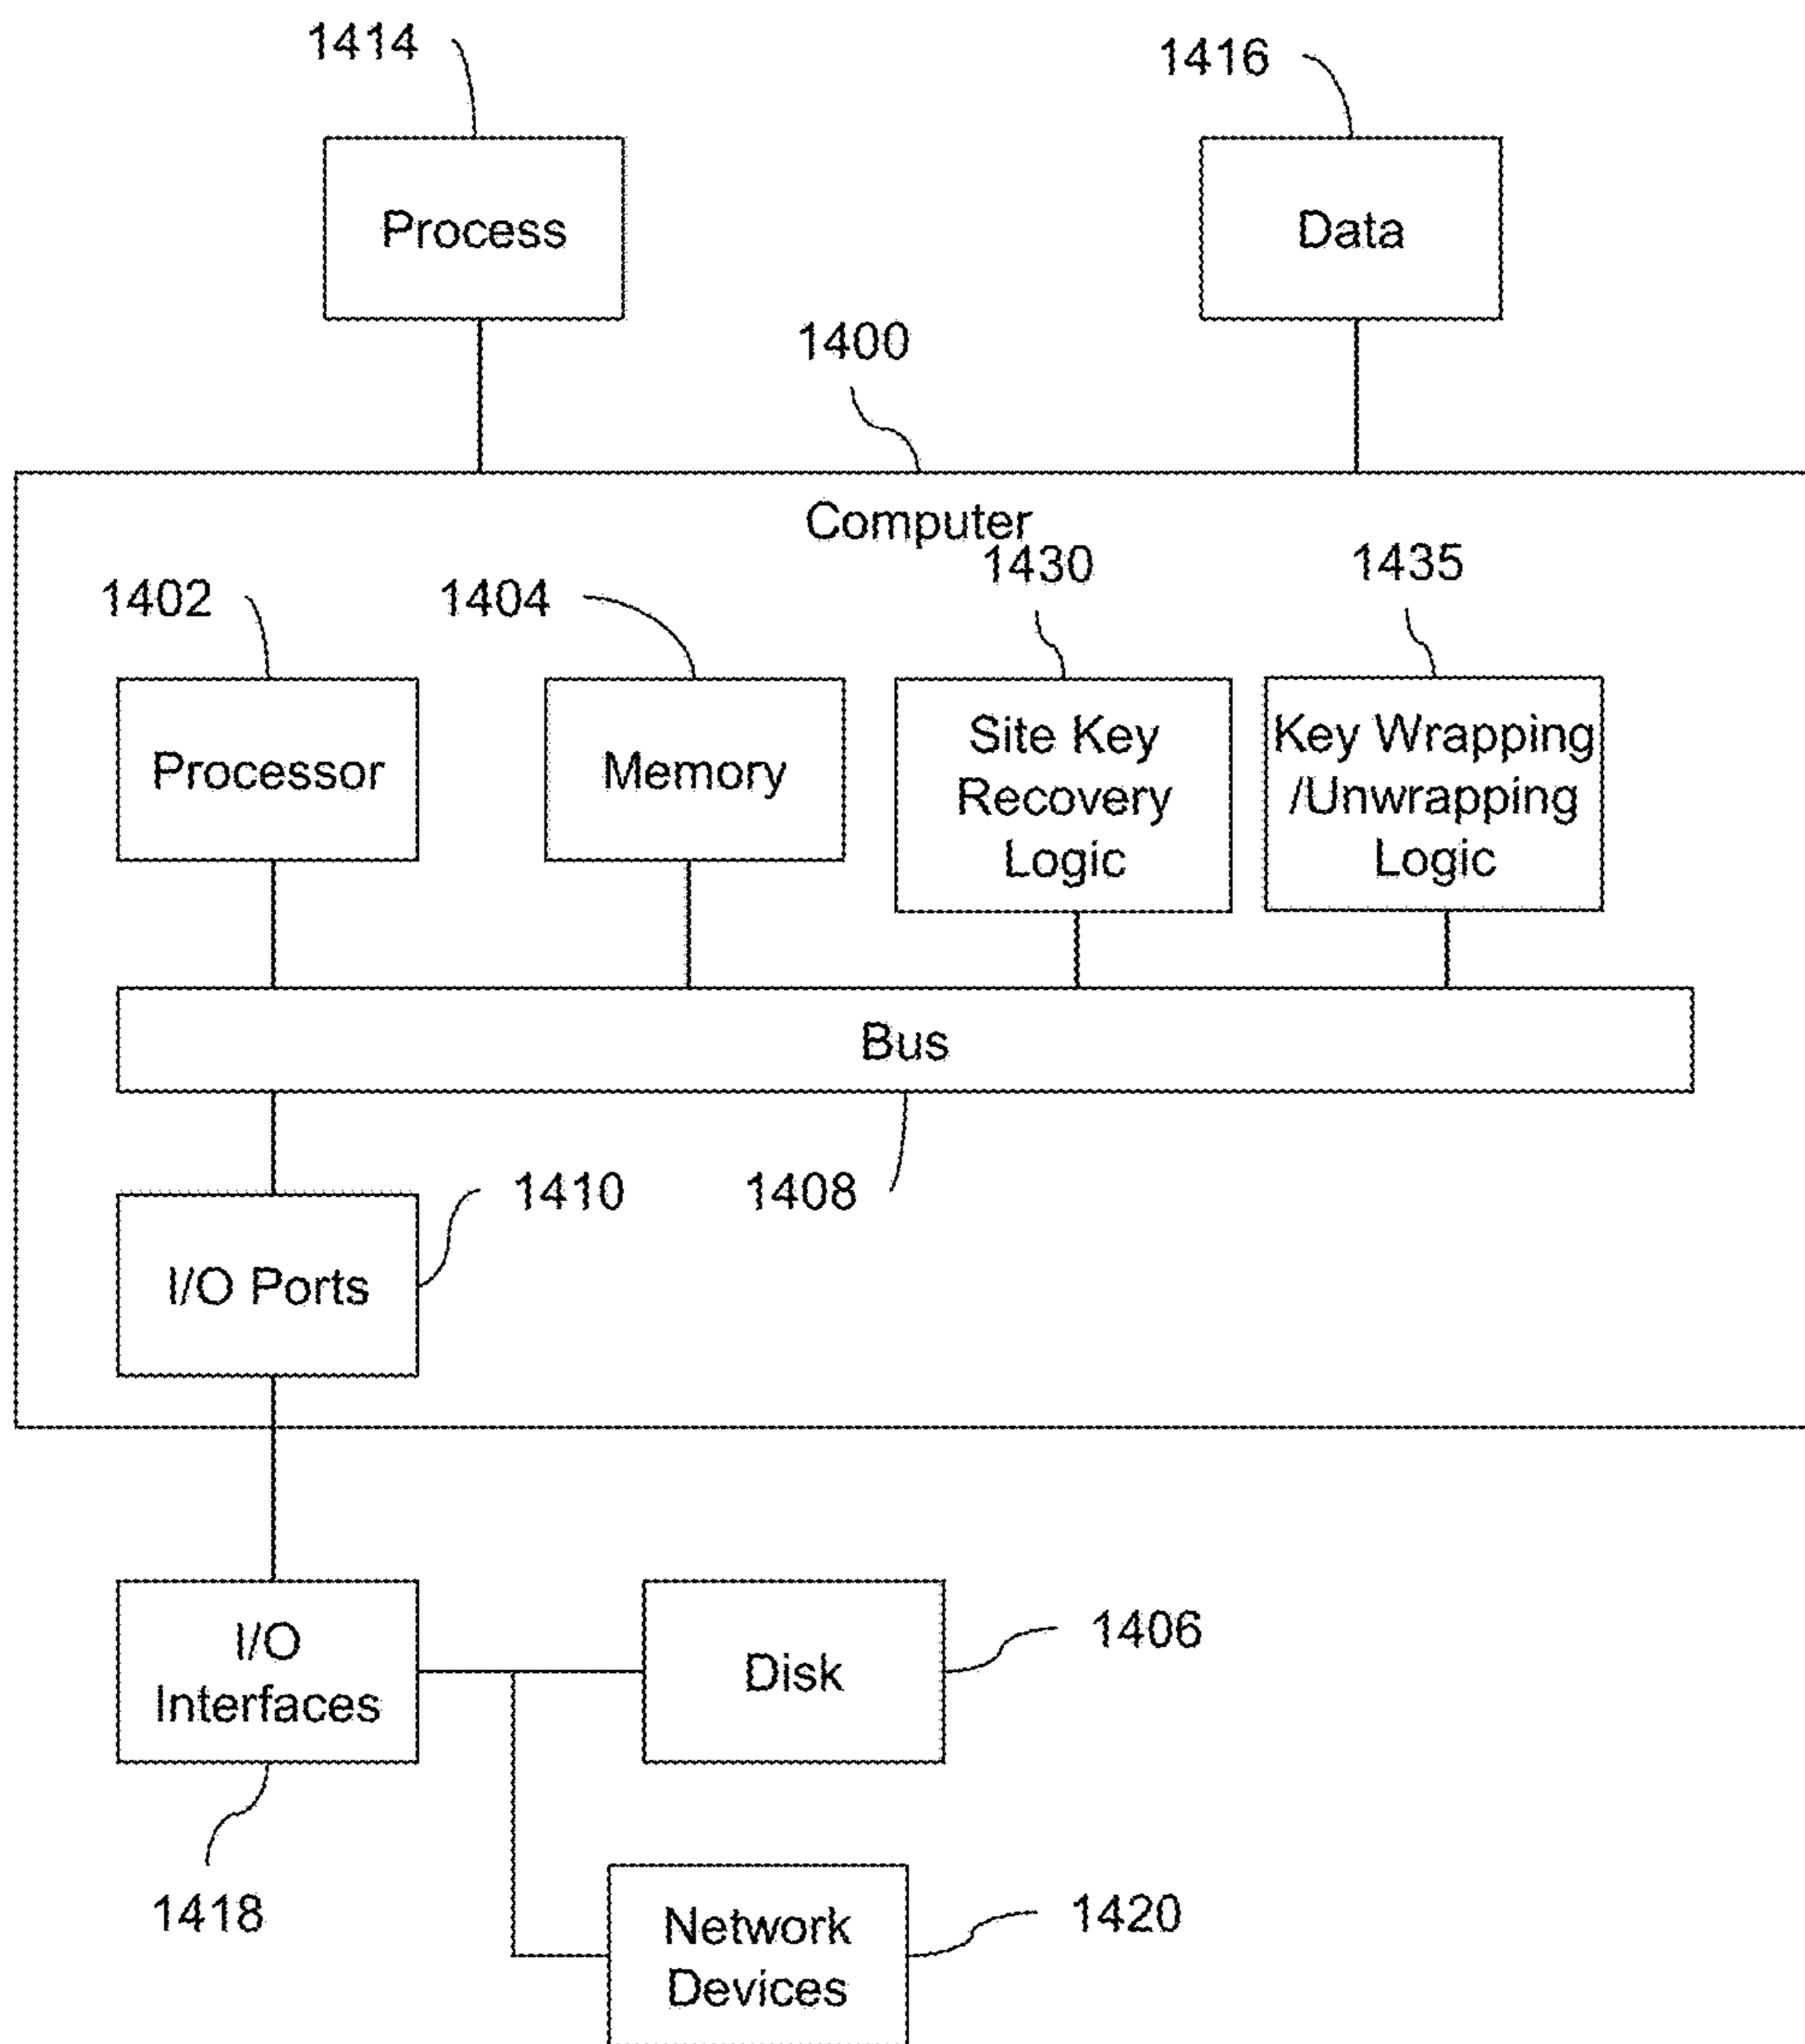 1414
1416
Process
Data
1400
Computer
1430
1435
1402
1404
Processor
Memory
Site Key
Recovery
Logic
Key Wrapping
/Unwrapping
Logic
Bus
1410
1408
I/O Ports
I/O
Interfaces
Disk
1406
1418
Network
Devices
1420